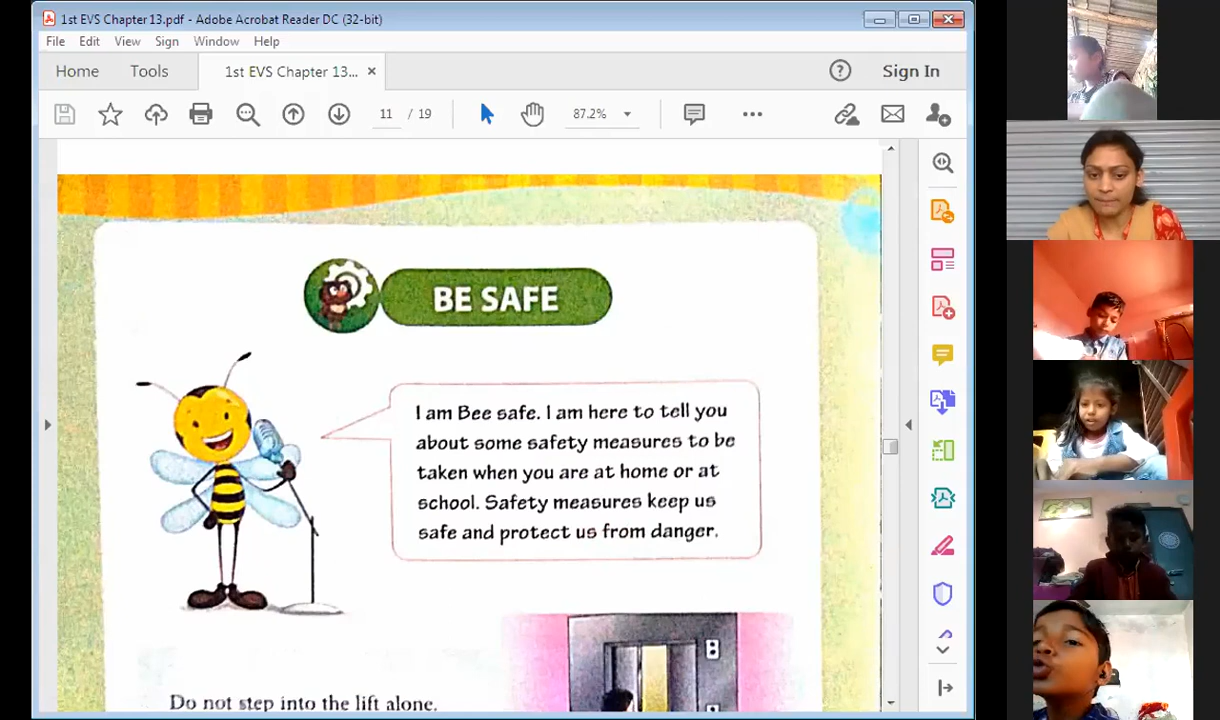 1st EVS Chapter 13.pdf - Adobe Acrobat Reader DC (32-bit)
File Edit View Sign Window Help
Home Tools 1st EVS Chapter 13... × Sign In
11 / 19 87.2%
BE SAFE
I am Bee safe. I am here to tell you
about some safety measures to be
taken when you are at home or at
school. Safety measures keep us
safe and protect us from danger.
Do not step into the lift alone.